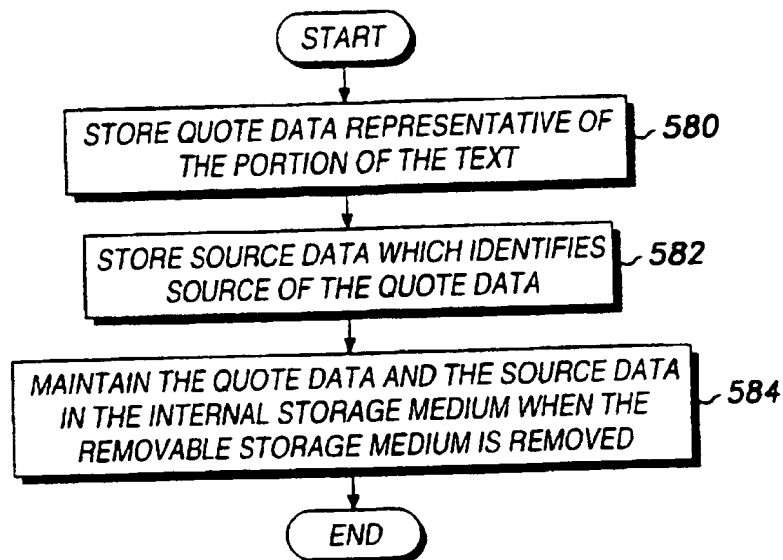 START
STORE QUOTE DATA REPRESENTATIVE OF
THE PORTION OF THE TEXT
580
STORE SOURCE DATA WHICH IDENTIFIES
SOURCE OF THE QUOTE DATA
582
MAINTAIN THE QUOTE DATA AND THE SOURCE DATA
IN THE INTERNAL STORAGE MEDIUM WHEN THE
REMOVABLE STORAGE MEDIUM IS REMOVED
584
END